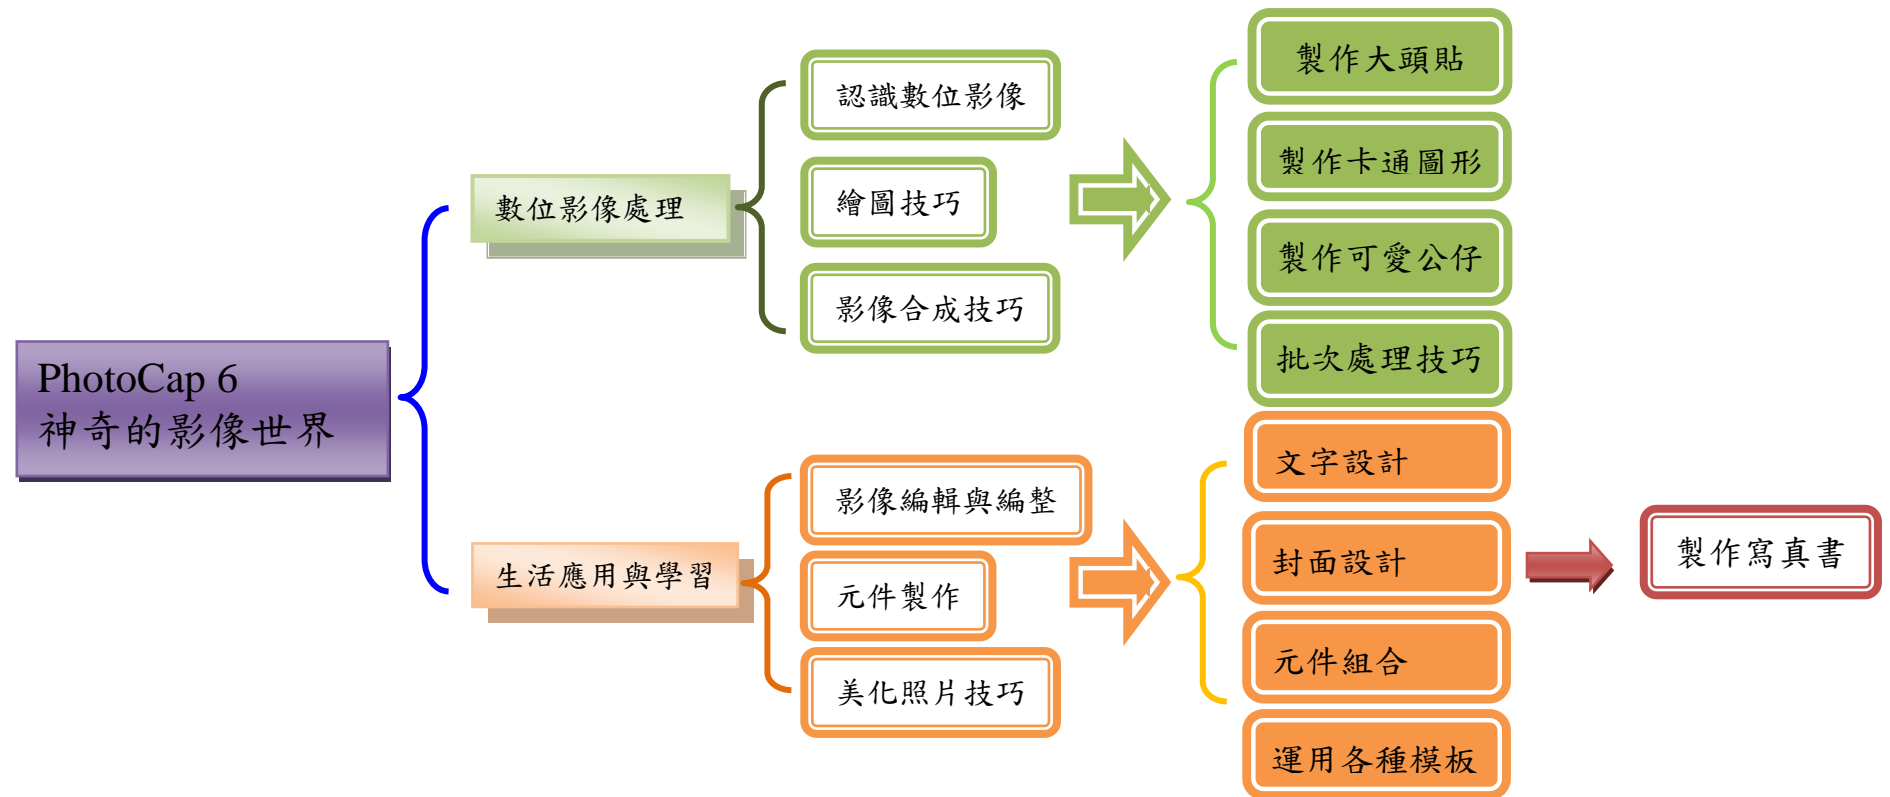 PhotoCap 6
神奇的影像世界
數位影像處理
認識數位影像
繪圖技巧
影像合成技巧
製作大頭貼
製作卡通圖形
製作可愛公仔
批次處理技巧
生活應用與學習
影像編輯與編整
元件製作
美化照片技巧
文字設計
封面設計
元件組合
運用各種模板
製作寫真書